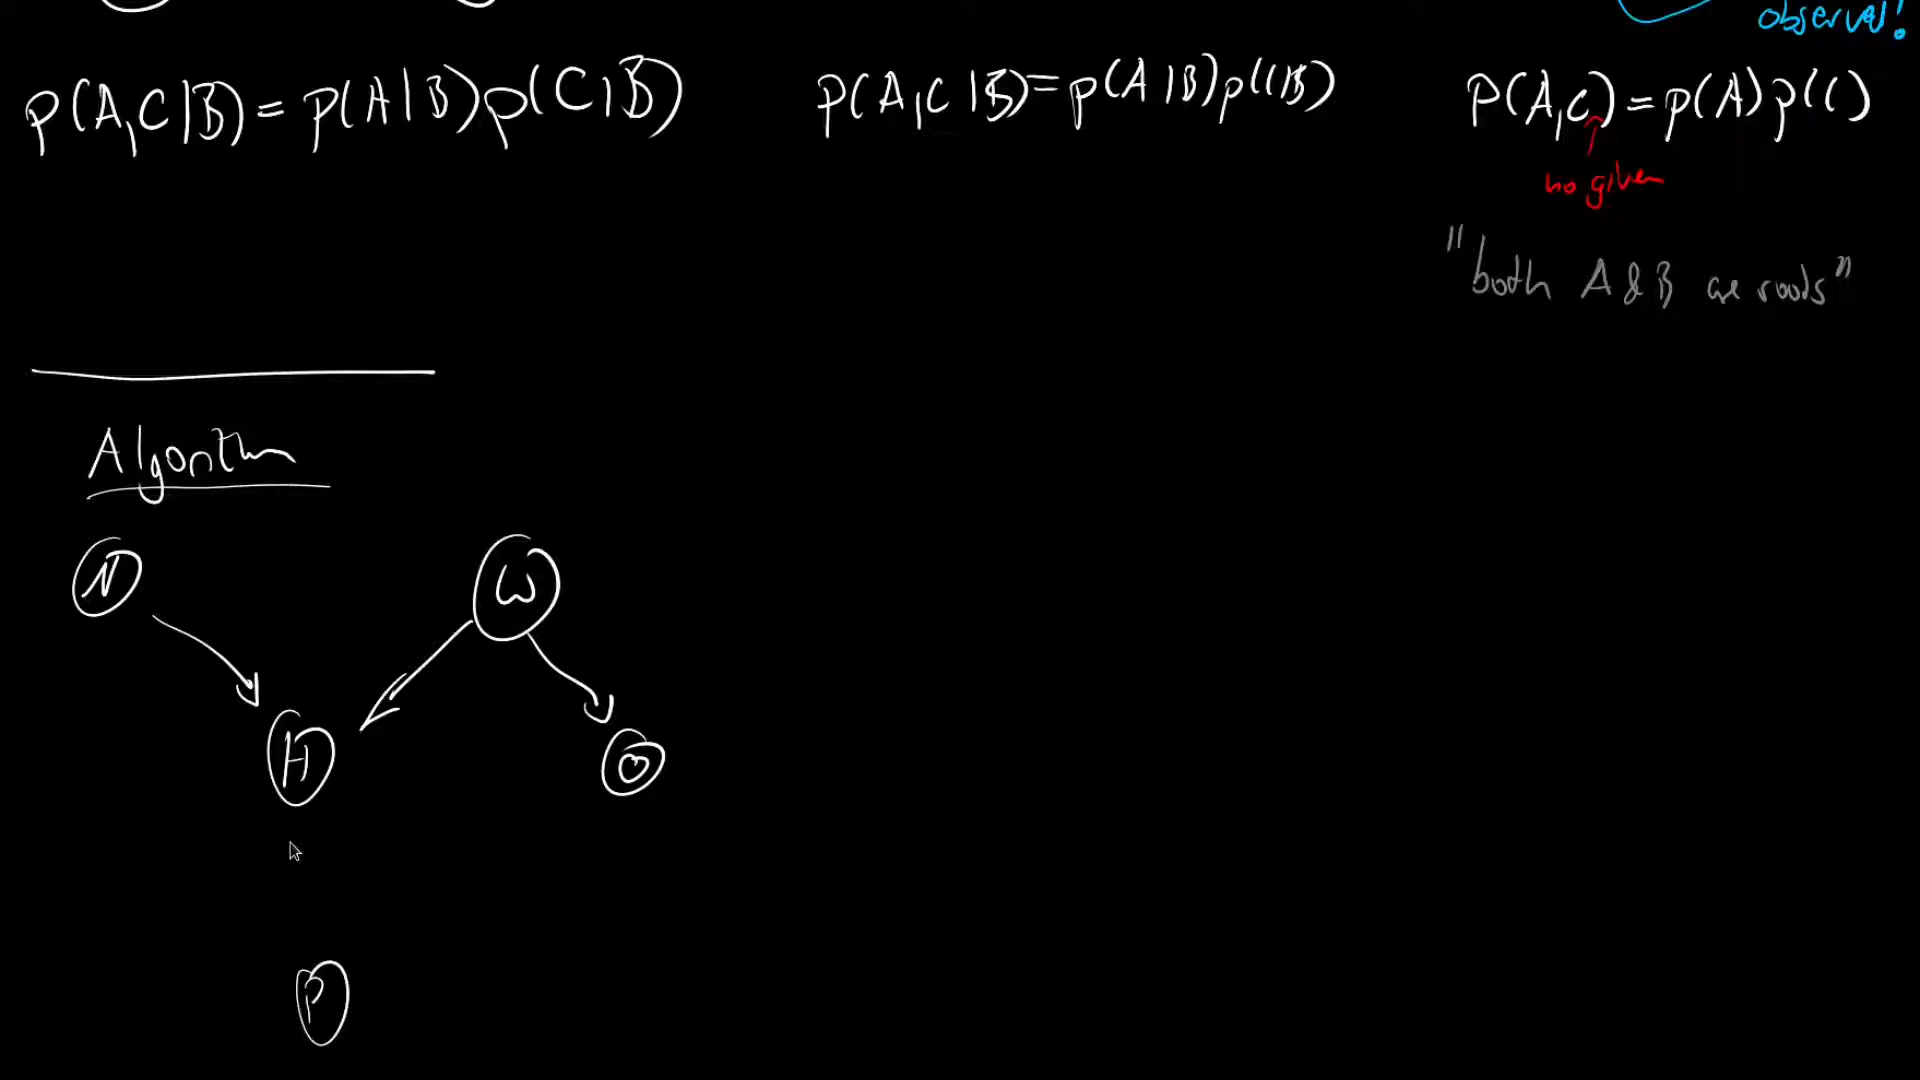 observed!
p(A,C|B) = p(A|B)p(C|B)
p(A,C|B) = p(A|B)p(C|B)
P(A,C) = p(A)p(C)
↑
no given
"both A & B are roots"
Algorithm
N
W
H
O
P